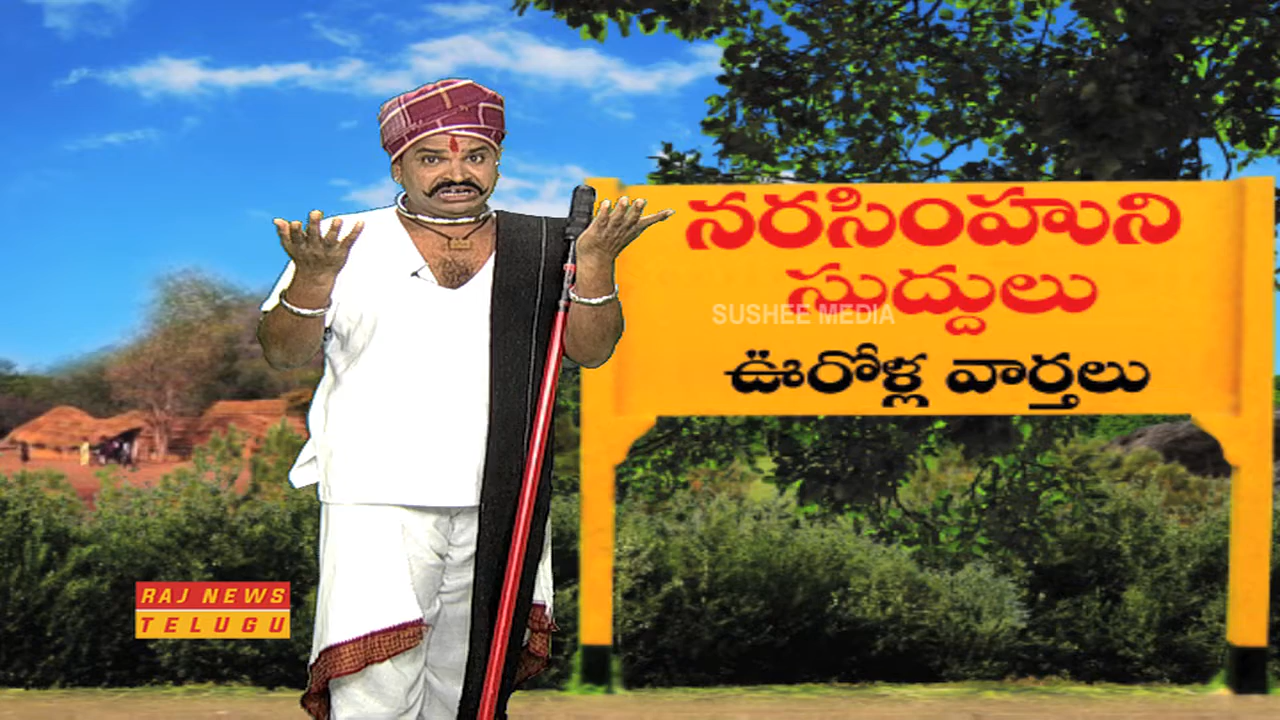 నరసింహుని
సుద్దులు
SUSHEE MEDIA
ఊరోళ్ల వార్తలు
RAJ NEWS
TELUGU